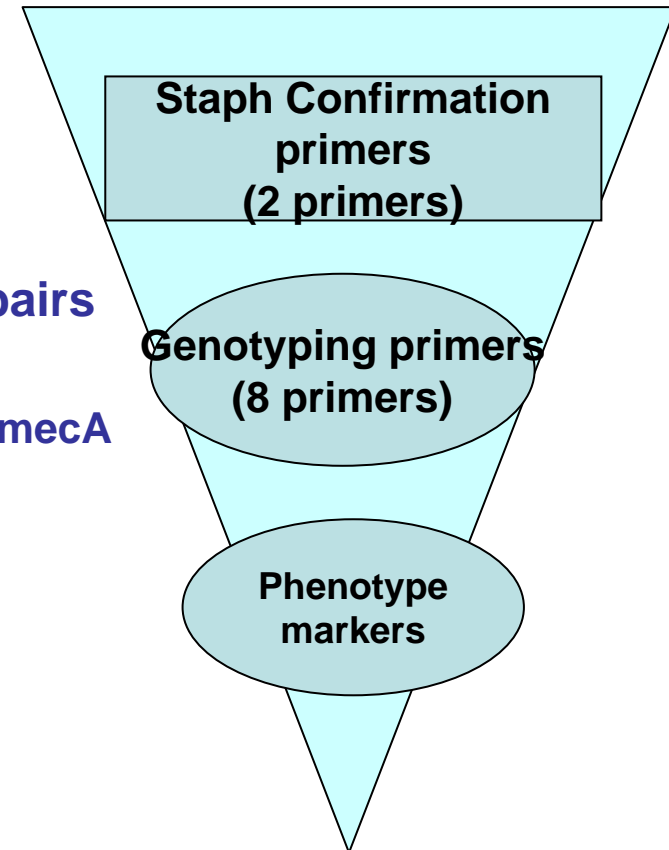 Staph Confirmation
primers
(2 primers)
pairs
Genotyping primers
(8 primers)
mecA
Phenotype
markers